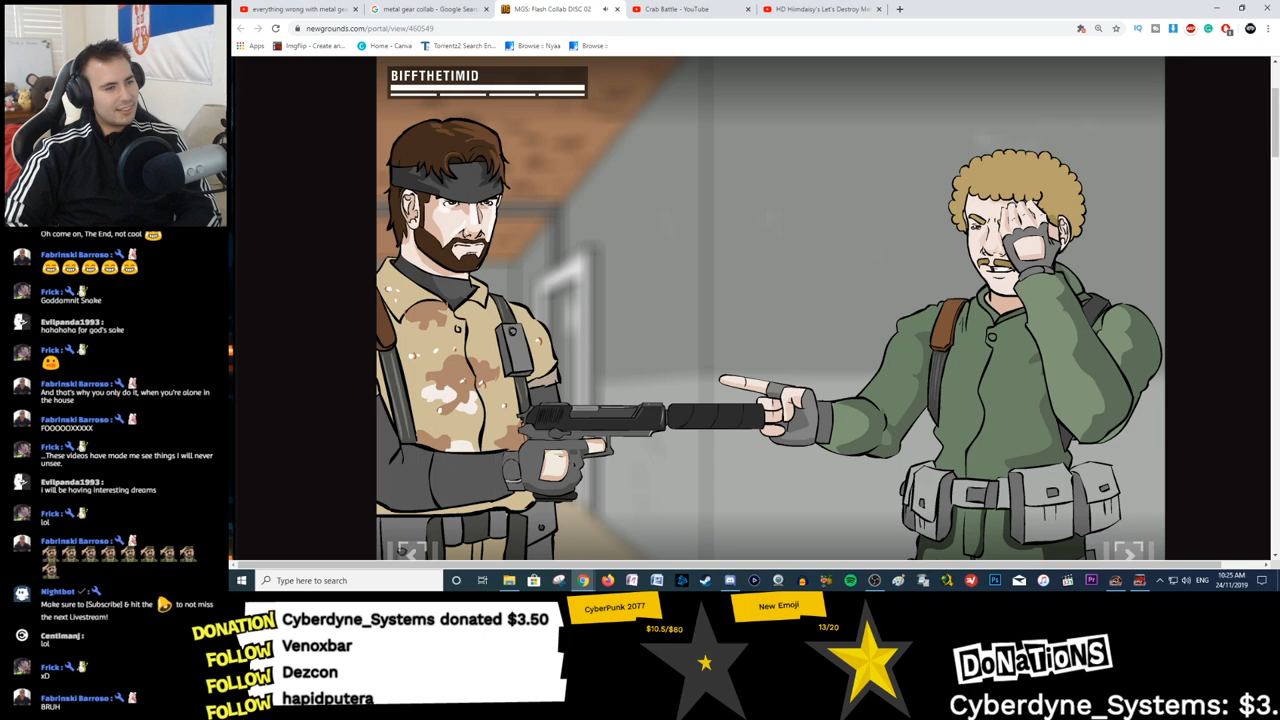 everything wrong with metal gea
metal gear collab - Google Sear
MGS: Flash Collab DISC 02
Crab Battle - YouTube
HD Hiimdaisy's Let's Destroy Me
newgrounds.com/portal/view/460549
Apps
Imgflip - Create an...
Home - Canva
Torrentz2 Search En...
Browse :: Nyaa
Browse ::
BIFFTHETIMID
Oh come on, The End, not cool
Fabrinski Barroso :
Frick :
Goddamnit Snake
Evilpanda1993 :
hahahaha for god's sake
Frick :
Fabrinski Barroso :
And that's why you only do it, when you're alone in
the house
Fabrinski Barroso :
FOOOOOXXXXX
Frick :
...These videos have made me see things I will never
unsee.
Evilpanda1993 :
i will be having interesting dreams
Frick :
lol
Fabrinski Barroso :
Nightbot
Make sure to [Subscribe] & hit the to not miss
the next Livestream!
Centimanj :
lol
Frick :
xD
Fabrinski Barroso :
BRUH
Type here to search
ENG
10:25 AM
24/11/2019
DONATION
Cyberdyne_Systems donated $3.50
FOLLOW
Venoxbar
FOLLOW
Dezcon
FOLLOW
hapidputera
CyberPunk 2077
$10.5/$80
New Emoji
13/20
DONATIONS
Cyberdyne_Systems: $3.